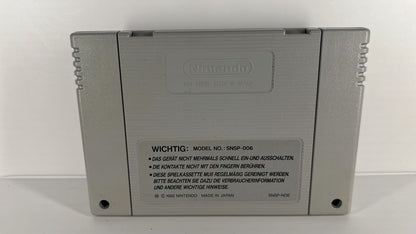 Nintendo
WICHTIG: MODEL NO.: SNSP-006
• DAS GERÄT NICHT MEHRMALS SCHNELL EIN UND AUSSCHALTEN.
• DIE KONTAKTE NICHT MIT DEN FINGERN BERÜHREN.
• DIESE SPIELKASSETTE MUß REGELMÄßIG GEREINIGT WERDEN.
BITTE BEACHTEN SIE DAZU DIE VERBRAUCHERINFORMATION
UND ANDERE WICHTIGE HINWEISE.
© 1992 NINTENDO MADE IN JAPAN SNSP-NOE